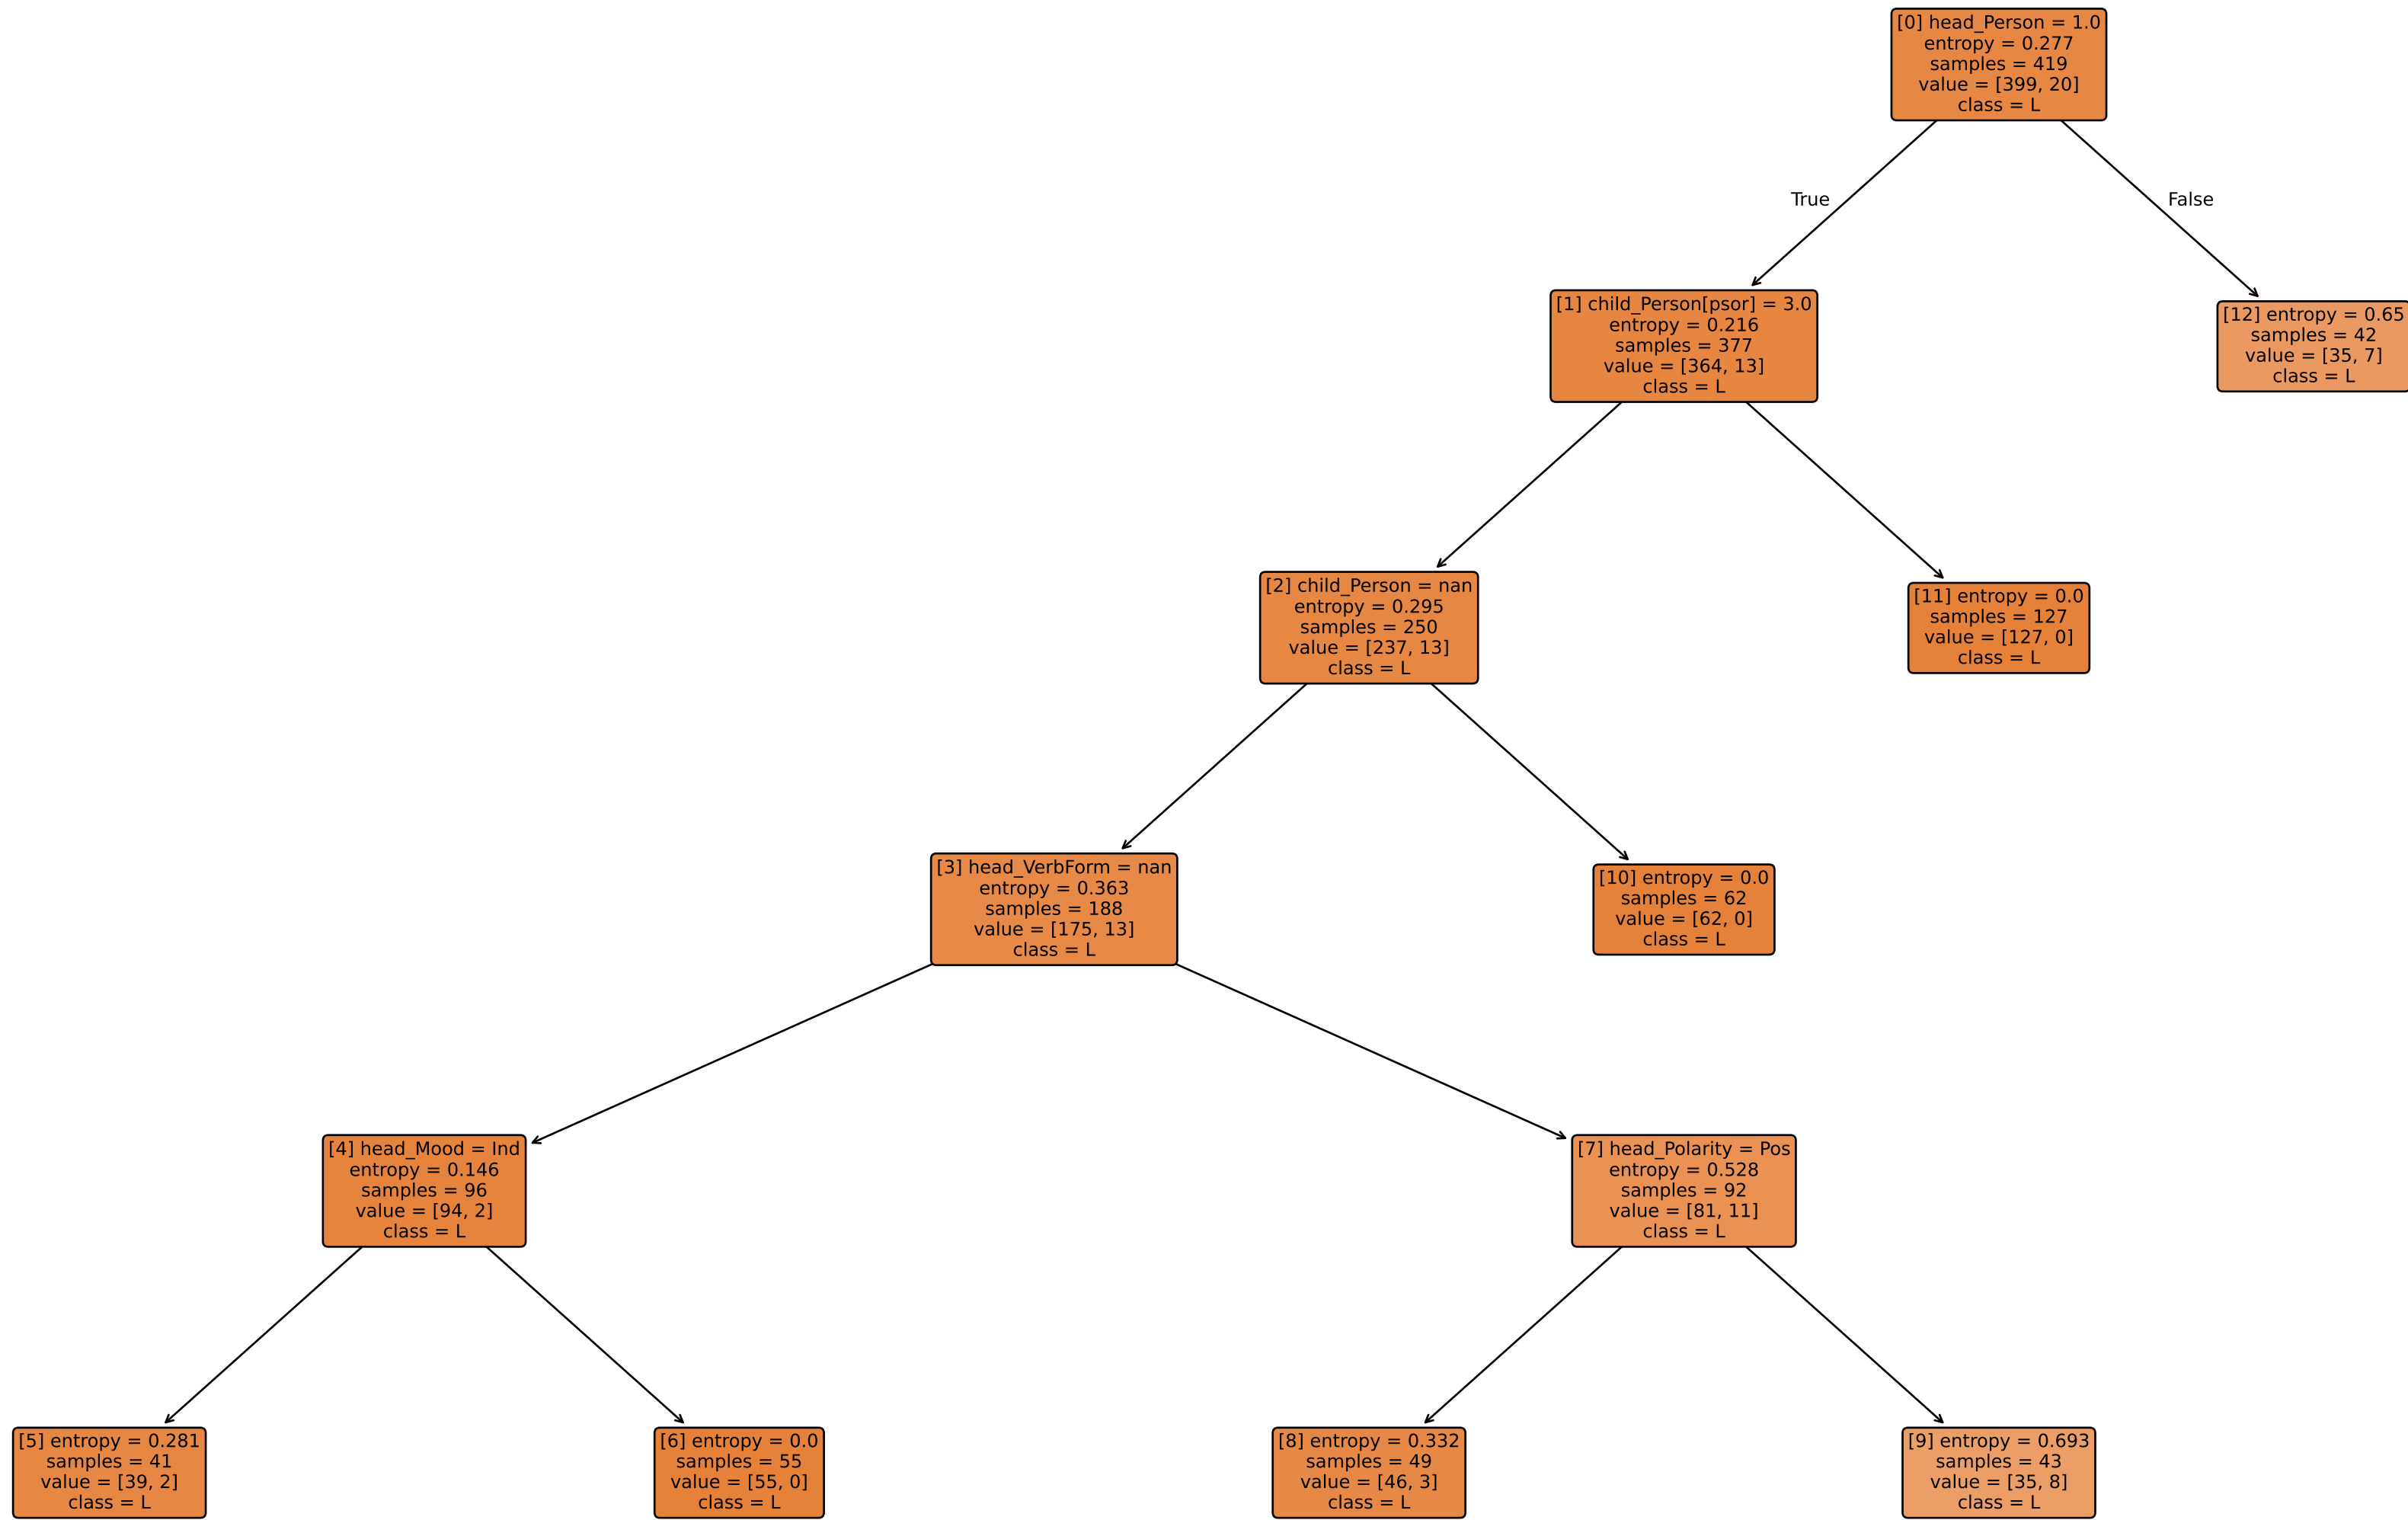 [0] head_Person = 1.0
entropy = 0.277
samples = 419
value = [399, 20]
class = L
True
False
[1] child_Person[psor] = 3.0
entropy = 0.216
samples = 377
value = [364, 13]
class = L
[12] entropy = 0.65
samples = 42
value = [35, 7]
class = L
[2] child_Person = nan
entropy = 0.295
samples = 250
value = [237, 13]
class = L
[11] entropy = 0.0
samples = 127
value = [127, 0]
class = L
[3] head_VerbForm = nan
entropy = 0.363
samples = 188
value = [175, 13]
class = L
[10] entropy = 0.0
samples = 62
value = [62, 0]
class = L
[4] head_Mood = Ind
entropy = 0.146
samples = 96
value = [94, 2]
class = L
[7] head_Polarity = Pos
entropy = 0.528
samples = 92
value = [81, 11]
class = L
[5] entropy = 0.281
samples = 41
value = [39, 2]
class = L
[6] entropy = 0.0
samples = 55
value = [55, 0]
class = L
[8] entropy = 0.332
samples = 49
value = [46, 3]
class = L
[9] entropy = 0.693
samples = 43
value = [35, 8]
class = L